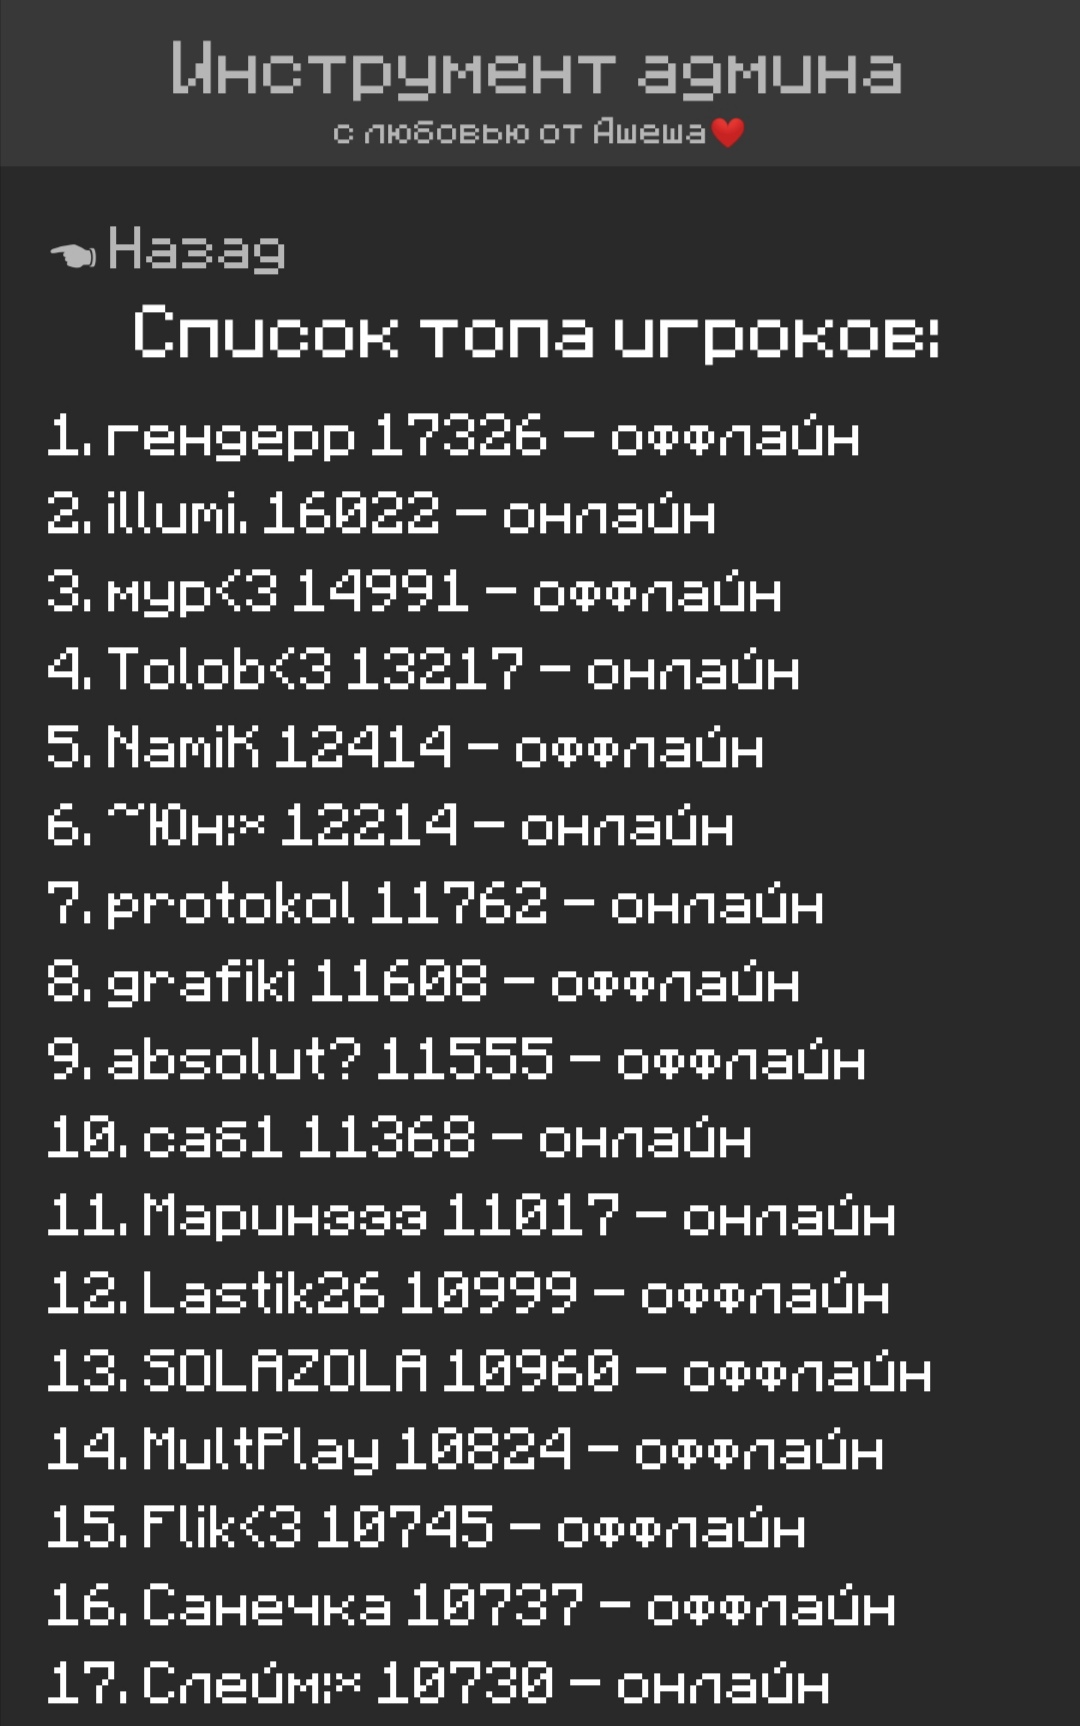 Инструмент админа
с любовью от Ашеша❤️
☚ Назад
Список топа игроков:
1. гендерр 17326 - оффлайн
2. illumi. 16022 - онлайн
3. мур<3 14991 - оффлайн
4. Tolob<3 13217 - онлайн
5. NamiK 12414 - оффлайн
6. ~Юн:× 12214 - онлайн
7. protokol 11762 - онлайн
8. grafiki 11608 - оффлайн
9. absolut? 11555 - оффлайн
10. саб1 11368 - онлайн
11. Маринэээ 11017 - онлайн
12. Lastik26 10999 - оффлайн
13. SOLAZOLA 10960 - оффлайн
14. MultPlay 10824 - оффлайн
15. Flik<3 10745 - оффлайн
16. Санечка 10737 - оффлайн
17. Слейм:× 10730 - онлайн